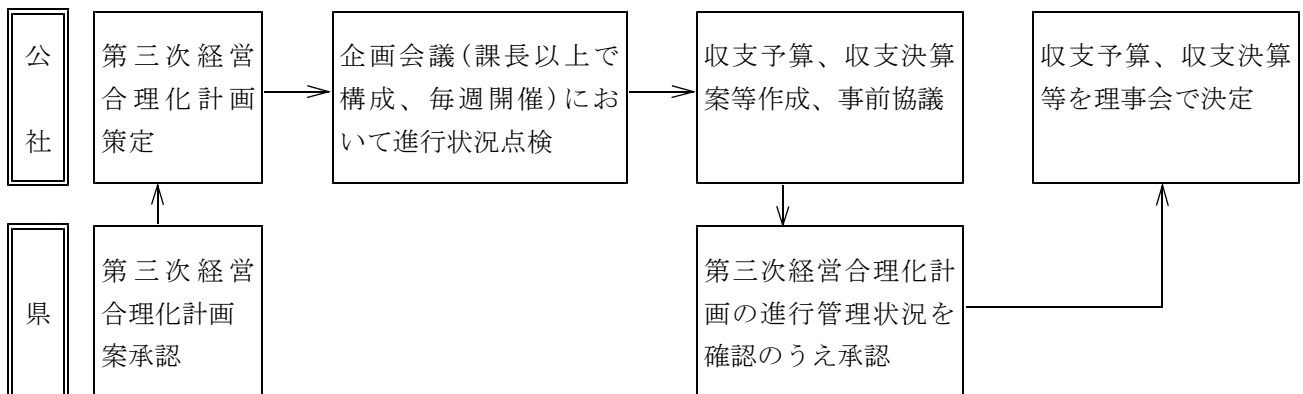 公
社
第三次経営
合理化計画
策定
企画会議(課長以上で
構成、毎週開催)にお
いて進行状況点検
収支予算、収支決算
案等作成、事前協議
収支予算、収支決算
等を理事会で決定
県
第三次経営
合理化計画
案承認
第三次経営合理化計
画の進行管理状況を
確認のうえ承認